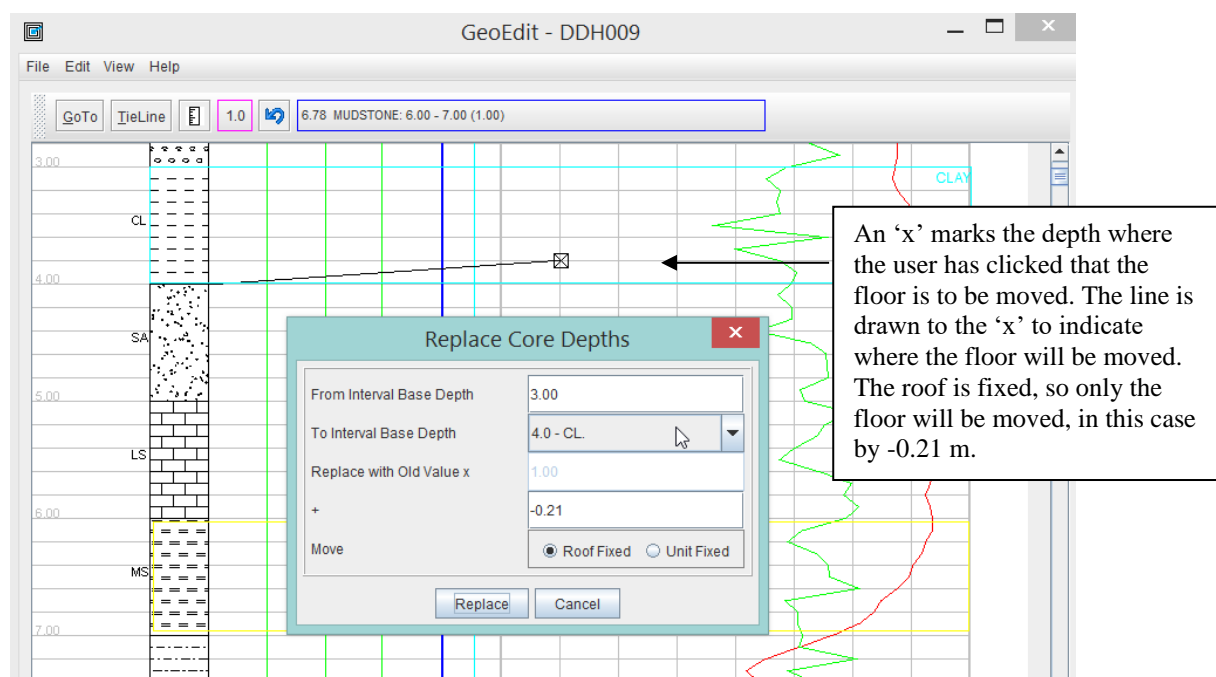 GeoEdit - DDH009
File Edit View Help
GoTo TieLine 1.0 6.78 MUDSTONE: 6.00 - 7.00 (1.00)
3.00
CLAY
CL
4.00
SA
5.00
LS
6.00
MS
7.00
Replace Core Depths
From Interval Base Depth 3.00
To Interval Base Depth 4.0 - CL.
Replace with Old Value x 1.00
+ -0.21
Move Roof Fixed Unit Fixed
Replace Cancel
An ‘x’ marks the depth where
the user has clicked that the
floor is to be moved. The line is
drawn to the ‘x’ to indicate
where the floor will be moved.
The roof is fixed, so only the
floor will be moved, in this case
by -0.21 m.